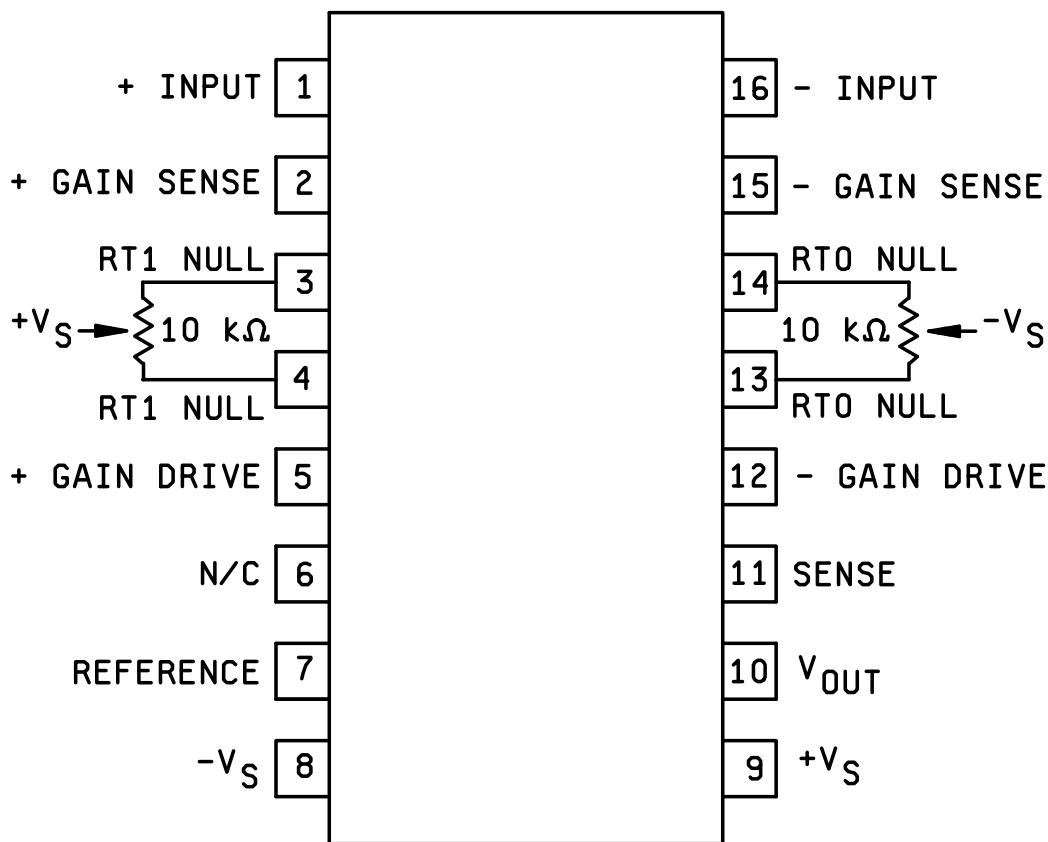 + INPUT 1
16 - INPUT
+ GAIN SENSE 2
15 - GAIN SENSE
RT1 NULL 3
14 RTO NULL
+VS 10 kΩ
10 kΩ -VS
4
13
RT1 NULL
RTO NULL
+ GAIN DRIVE 5
12 - GAIN DRIVE
N/C 6
11 SENSE
REFERENCE 7
10 VOUT
-VS 8
9 +VS